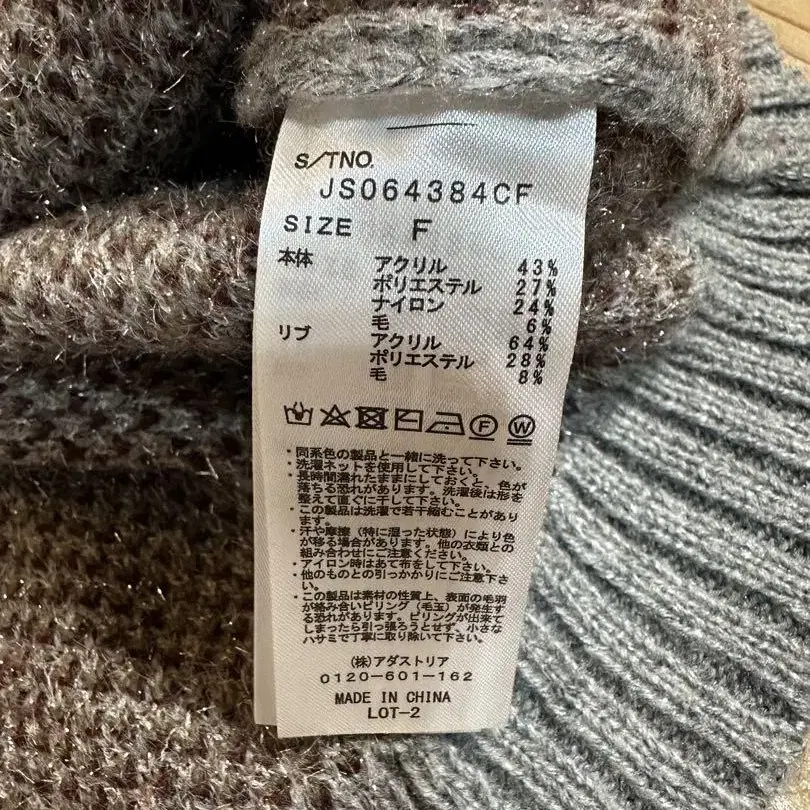 S/TNO.
JS064384CF
SIZE F
本体 アクリル 43%
ポリエステル 27%
ナイロン 24%
毛 6%
リブ アクリル 64%
ポリエステル 28%
毛 8%
F W
・同系色の製品と一緒に洗って下さい。
・洗濯ネットを使用して下さい。
・長時間濡れたままにしておくと、色が
落ちる恐れがあります。洗濯後は形を
整えて直ぐに干して下さい。
・この製品は洗濯で若干縮むことがあり
ます。
・汗や摩擦（特に湿った状態）により色
が移る場合があります。他の衣類との
組み合わせにご注意ください。
・アイロン時はあて布をして下さい。
・他のものとの引っかかりにご注意下さ
い。
・この製品は素材の性質上、表面の毛羽
が絡み合いピリング（毛玉）が発生す
る恐れがあります。ピリングが出来て
しまったら引っ張ろうとせず、小さな
ハサミで丁寧に取り除いて下さい。
(株)アダストリア
0120-601-162
MADE IN CHINA
LOT-2